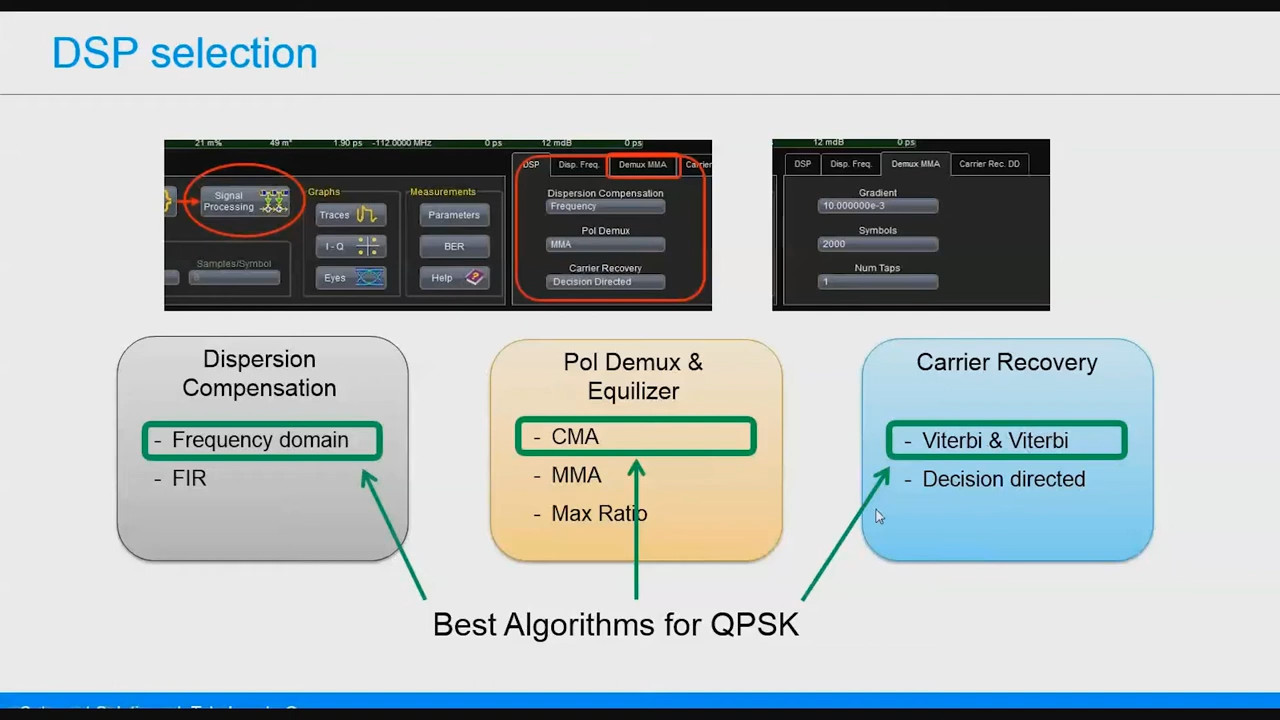 DSP selection
21 m%
49 m°
1.90 ps
-112.0000 MHz
0 ps
12 mdB
0 ps
Signal
Processing
Samples/Symbol
Graphs
Traces
I - Q
Eyes
Measurements
Parameters
BER
Help
DSP
Disp. Freq.
Demux MMA
Carrier
Dispersion Compensation
Frequency
Pol Demux
MMA
Carrier Recovery
Decision Directed
12 mdB
0 ps
DSP
Disp. Freq.
Demux MMA
Carrier Rec. DD
Gradient
10.000000e-3
Symbols
2000
Num Taps
1
Dispersion
Compensation
- Frequency domain
- FIR
Pol Demux &
Equilizer
- CMA
- MMA
- Max Ratio
Carrier Recovery
- Viterbi & Viterbi
- Decision directed
Best Algorithms for QPSK